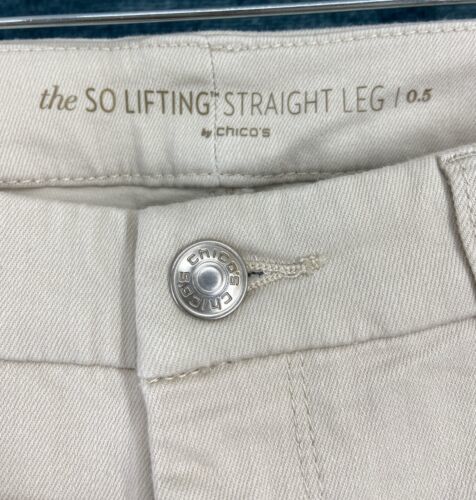 the SO LIFTING™ STRAIGHT LEG / 0.5
by CHICO'S
CHICO'S CHICO'S